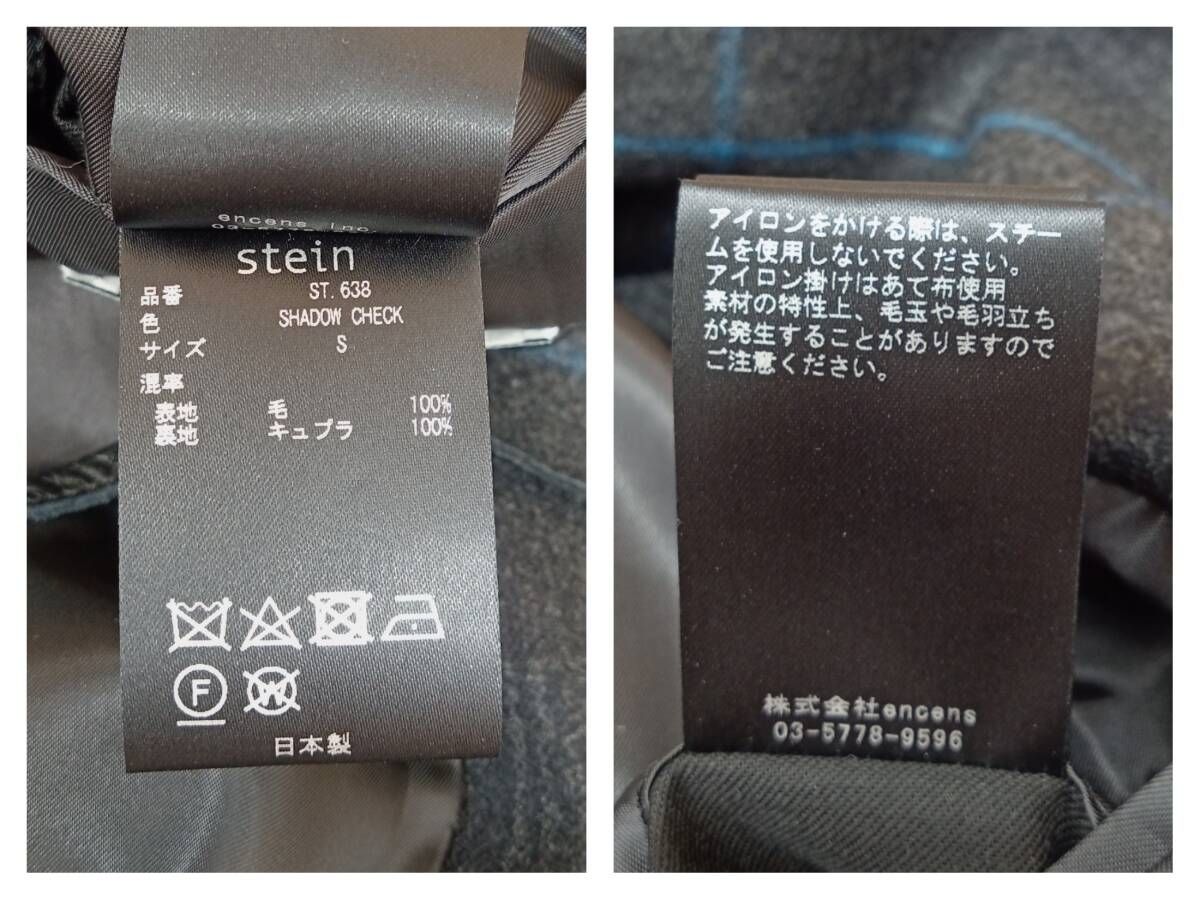 encens inc.
stein
品番 ST.638
色 SHADOW CHECK
サイズ S
混率
表地 毛 100%
裏地 キュプラ 100%
F
W
日本製
アイロンをかける際は、スチー
ムを使用しないでください。
アイロン掛けはあて布使用
素材の特性上、毛玉や毛羽立ち
が発生することがありますので
ご注意ください。
株式会社encens
03-5778-9596